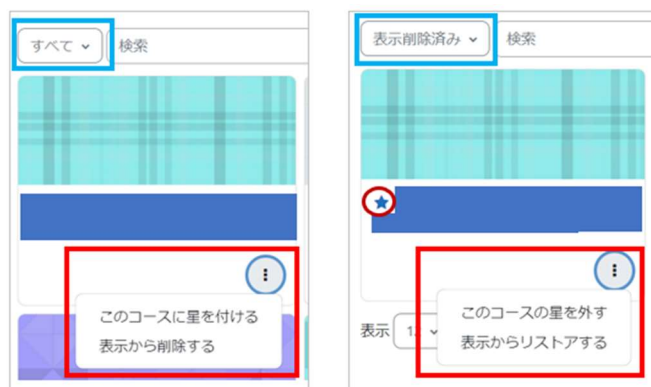 すべて
検索
このコースに星を付ける
表示から削除する
表示削除済み
検索
このコースの星を外す
表示からリストアする
表示